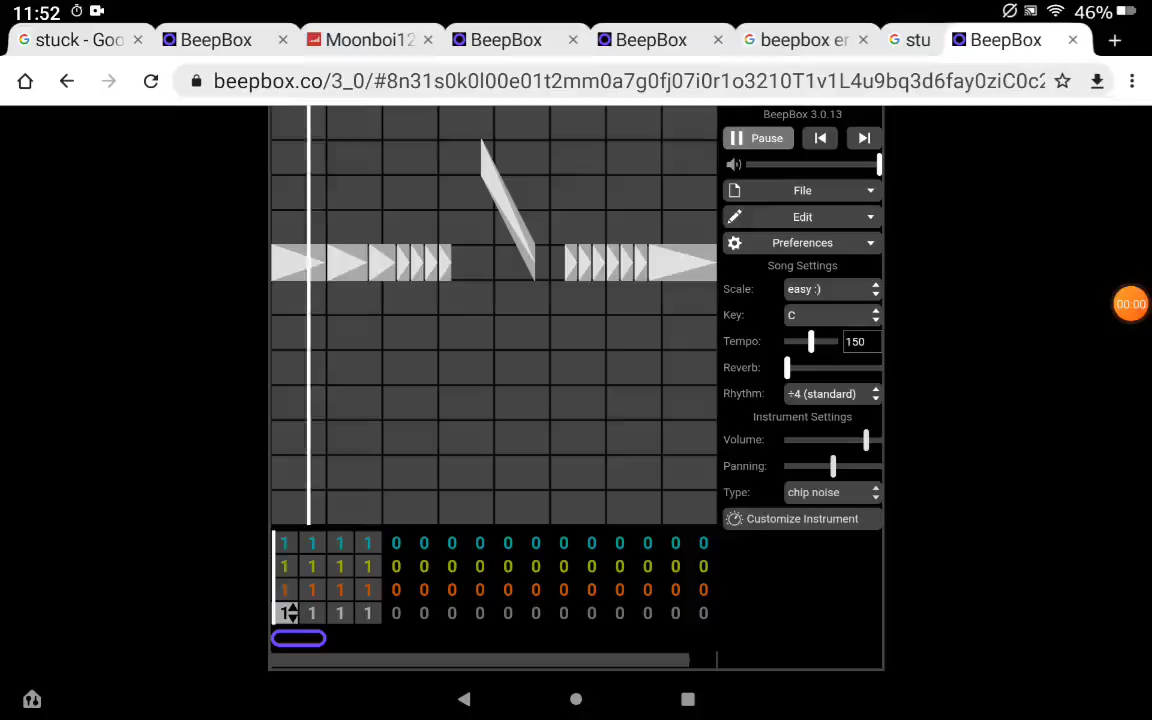 11:52
46%
stuck - Goo
BeepBox
Moonboi12
BeepBox
BeepBox
beepbox er
stu
BeepBox
beepbox.co/3_0/#8n31s0k0l00e01t2mm0a7g0fj07i0r1o3210T1v1L4u9bq3d6fay0ziC0c2
BeepBox 3.0.13
Pause
File
Edit
Preferences
Song Settings
Scale: easy :)
Key: C
Tempo: 150
Reverb:
Rhythm: ÷4 (standard)
Instrument Settings
Volume:
Panning:
Type: chip noise
Customize Instrument
00:00
1 1 1 1 0 0 0 0 0 0 0 0 0 0 0 0
1 1 1 1 0 0 0 0 0 0 0 0 0 0 0 0
1 1 1 1 0 0 0 0 0 0 0 0 0 0 0 0
1 1 1 1 0 0 0 0 0 0 0 0 0 0 0 0